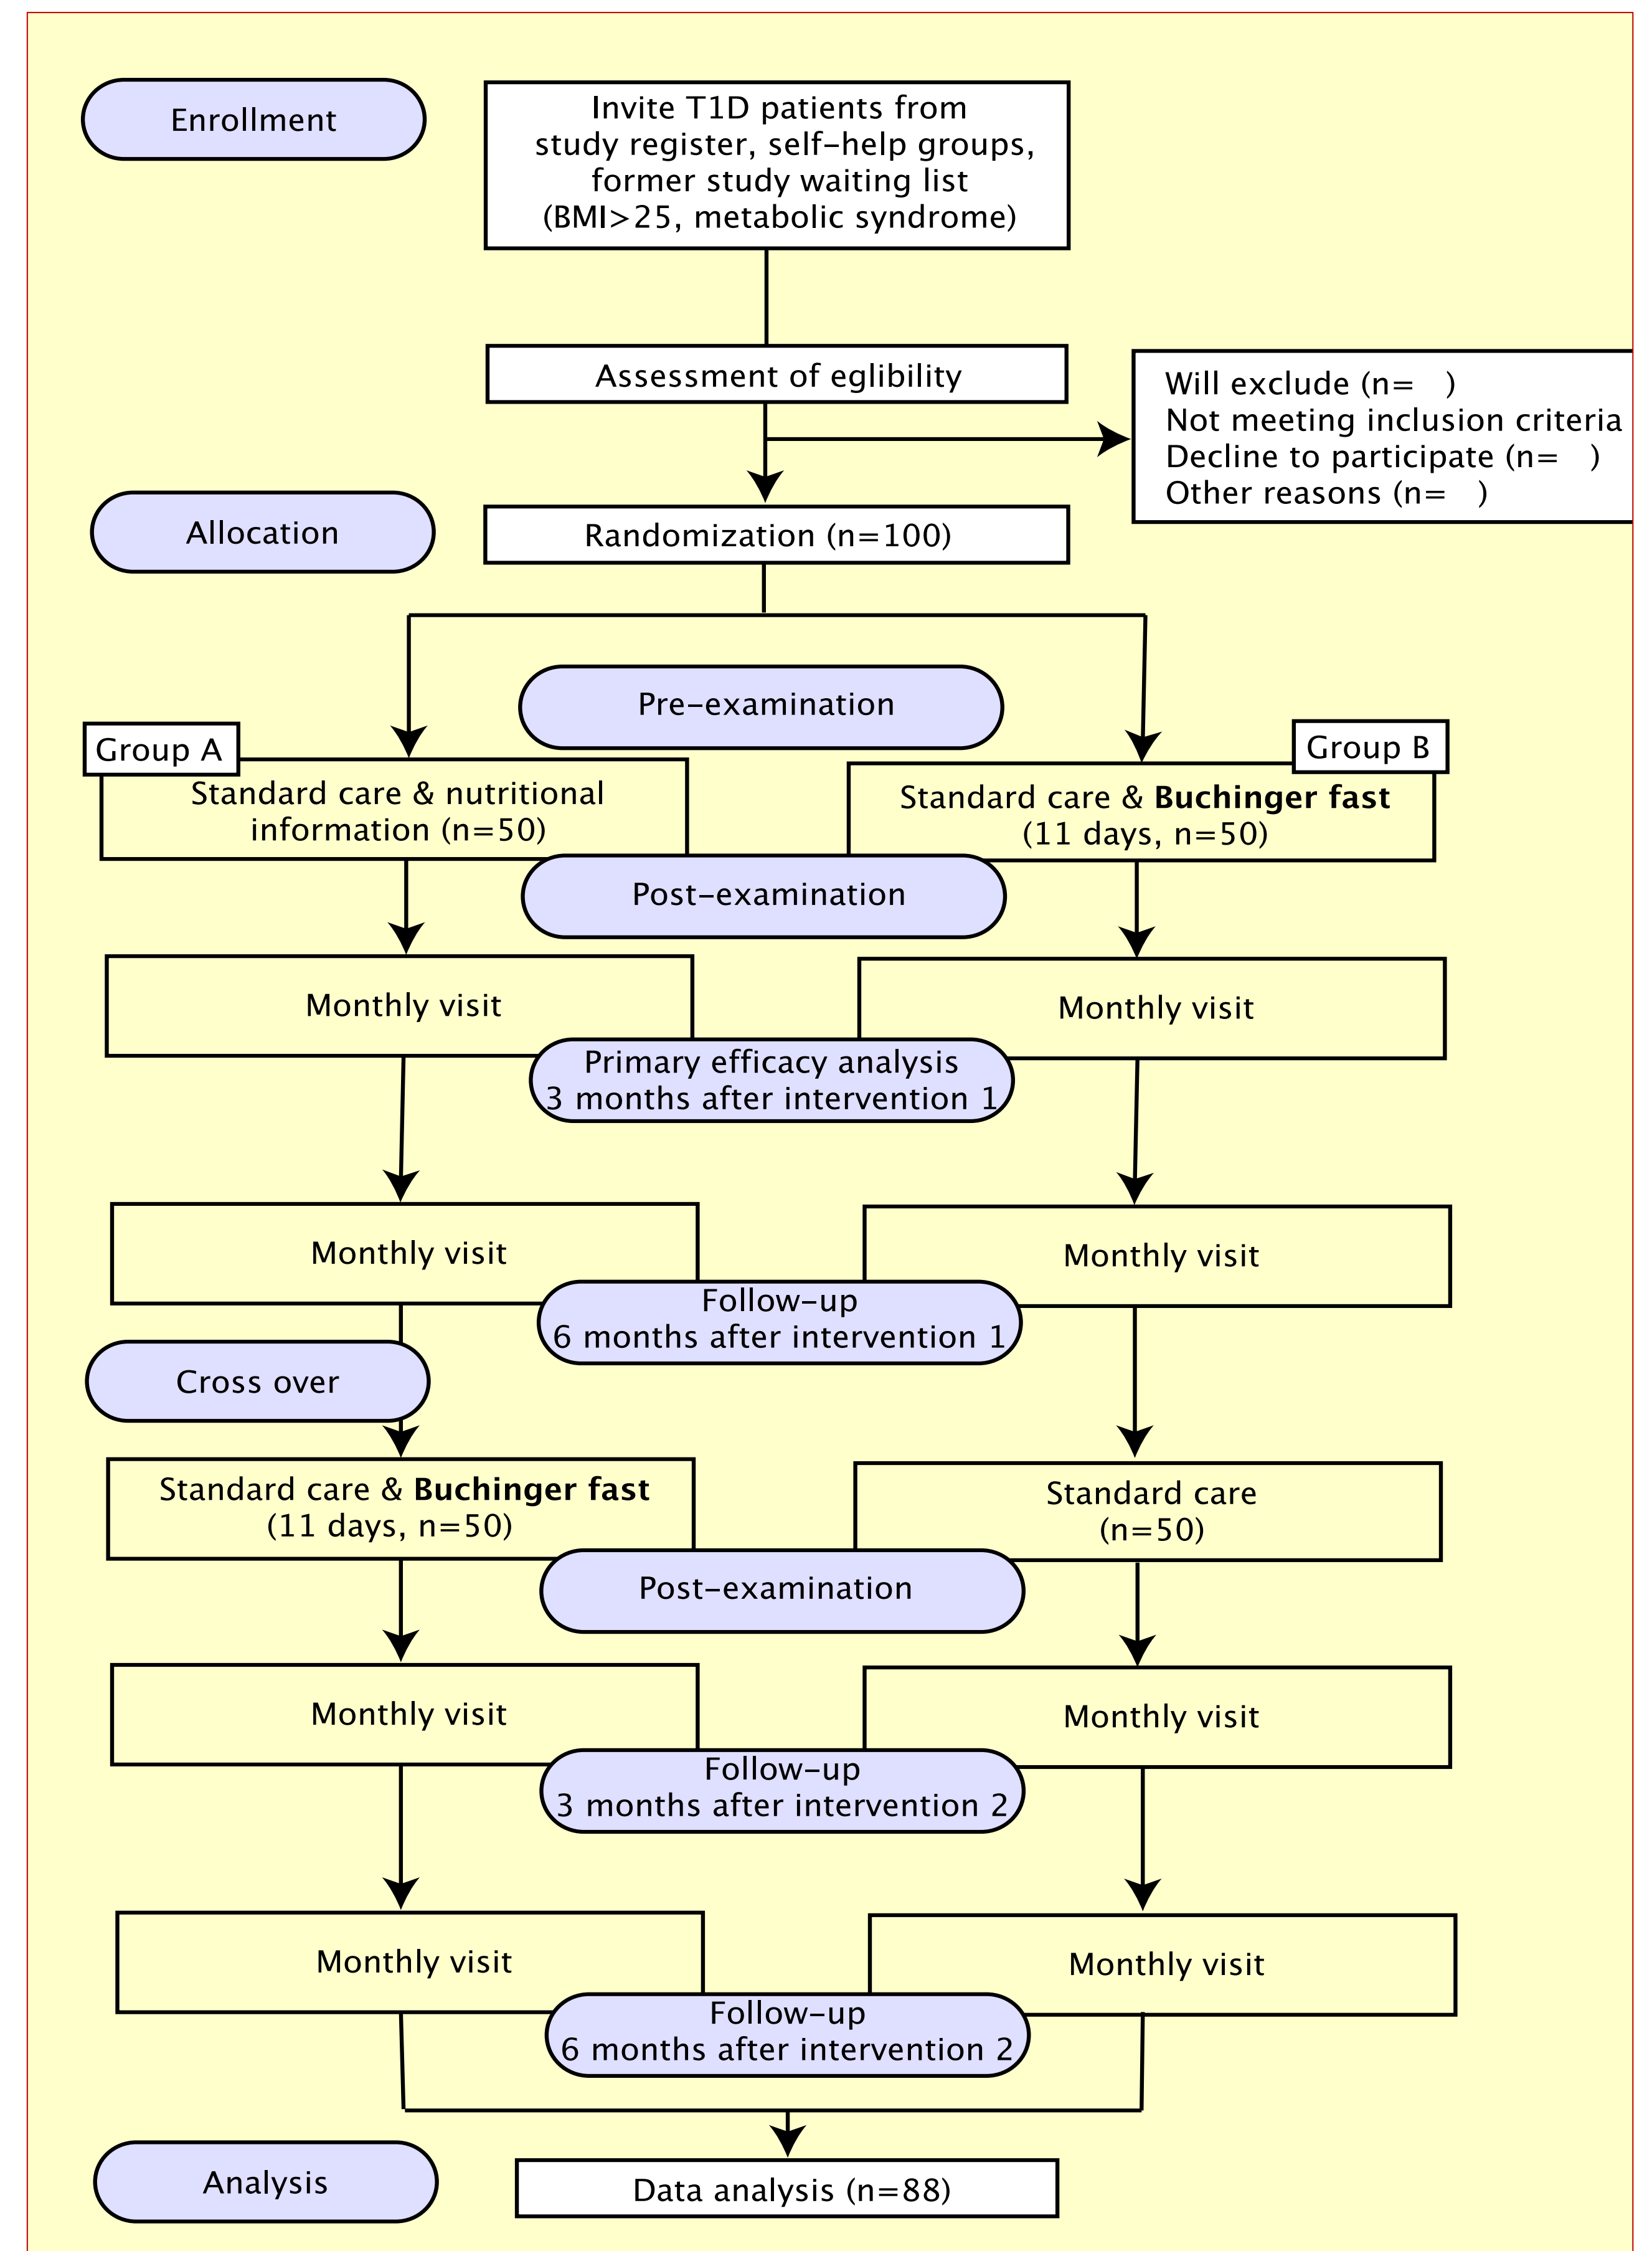 Enrollment
Invite T1D patients from
study register, self-help groups,
former study waiting list
(BMI>25, metabolic syndrome)
Assessment of eglibility
Will exclude (n=   )
Not meeting inclusion criteria
Decline to participate (n=   )
Other reasons (n=   )
Allocation
Randomization (n=100)
Pre-examination
Group A
Standard care & nutritional
information (n=50)
Group B
Standard care & Buchinger fast
(11 days, n=50)
Post-examination
Monthly visit
Monthly visit
Primary efficacy analysis
3 months after intervention 1
Monthly visit
Monthly visit
Follow-up
6 months after intervention 1
Cross over
Standard care & Buchinger fast
(11 days, n=50)
Standard care
(n=50)
Post-examination
Monthly visit
Monthly visit
Follow-up
3 months after intervention 2
Monthly visit
Monthly visit
Follow-up
6 months after intervention 2
Analysis
Data analysis (n=88)